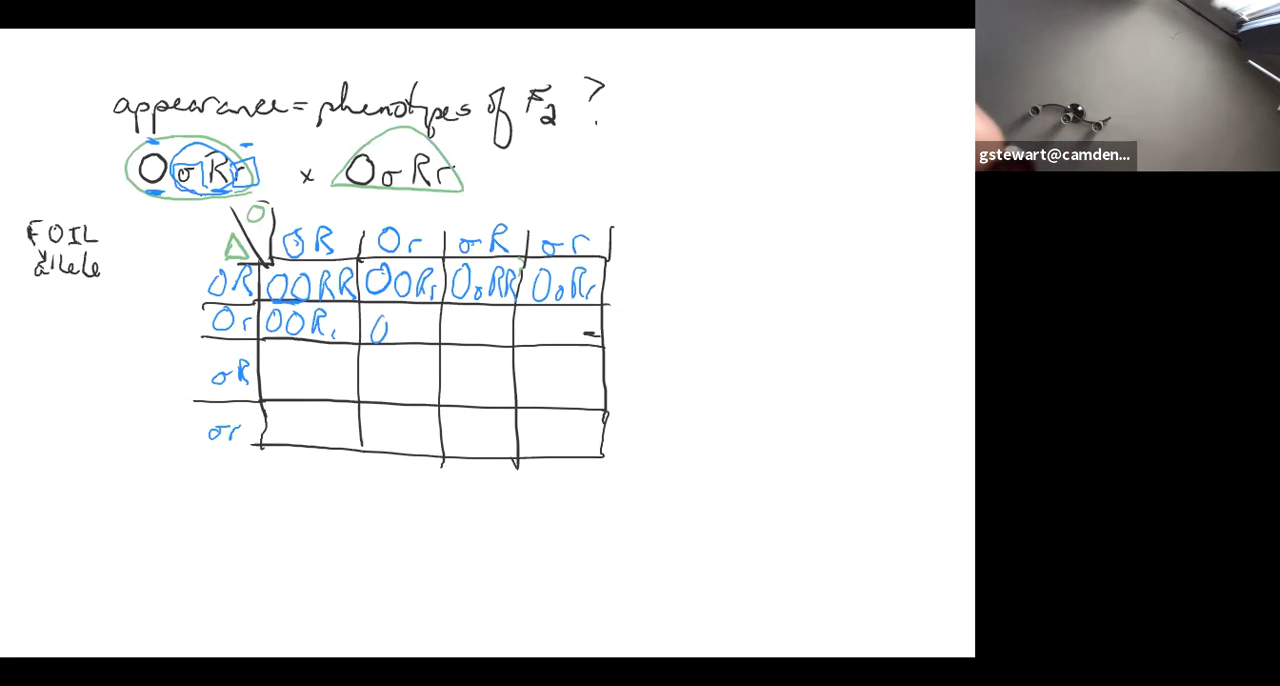 appearance = phenotypes of F2 ?
OoRr x OoRr
FOIL
allele
OR Or oR or
OR OORR OORr OoRR OoRr
Or OORr O
oR
or
gstewart@camden...